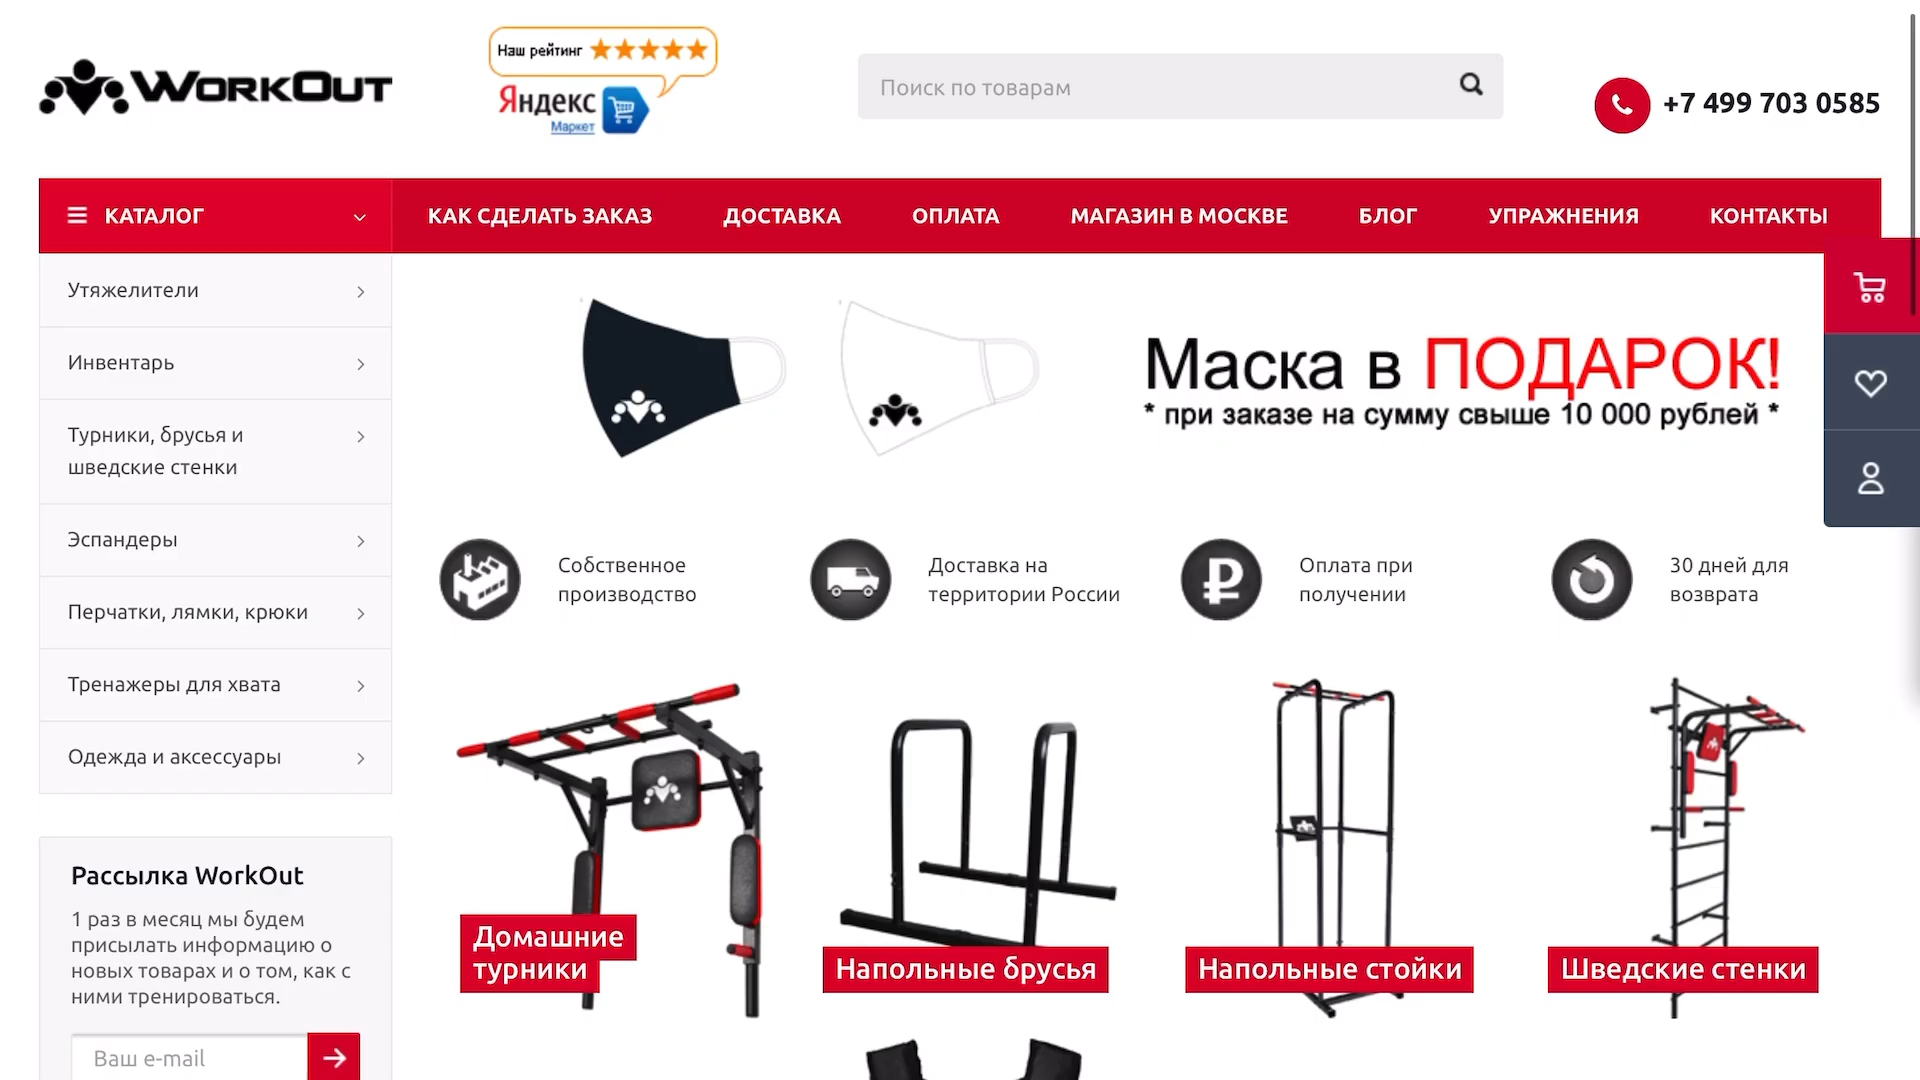 WORKOUT
Наш рейтинг
Яндекс
Маркет
Поиск по товарам
+7 499 703 0585
КАТАЛОГ
КАК СДЕЛАТЬ ЗАКАЗ
ДОСТАВКА
ОПЛАТА
МАГАЗИН В МОСКВЕ
БЛОГ
УПРАЖНЕНИЯ
КОНТАКТЫ
Утяжелители
Инвентарь
Турники, брусья и
шведские стенки
Эспандеры
Перчатки, лямки, крюки
Тренажеры для хвата
Одежда и аксессуары
Маска в ПОДАРОК!
* при заказе на сумму свыше 10 000 рублей *
Собственное
производство
Доставка на
территории России
Оплата при
получении
30 дней для
возврата
Домашние
турники
Напольные брусья
Напольные стойки
Шведские стенки
Рассылка WorkOut
1 раз в месяц мы будем
присылать информацию о
новых товарах и о том, как с
ними тренироваться.
Ваш e-mail